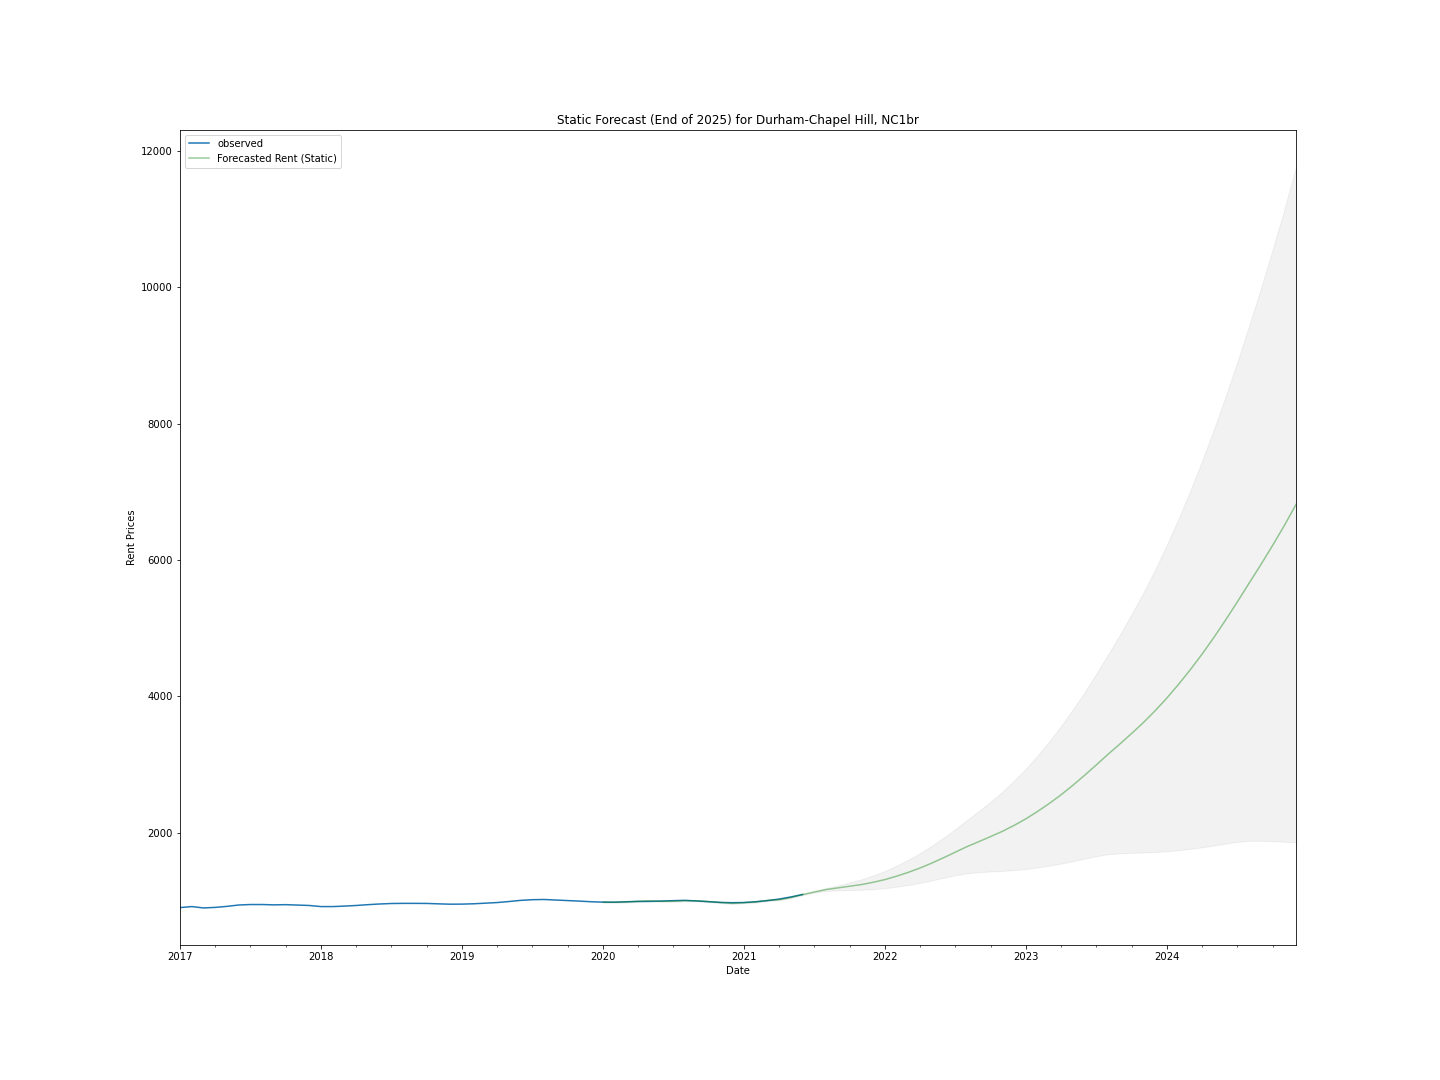 Static Forecast (End of 2025) for Durham-Chapel Hill, NC1br
observed
Forecasted Rent (Static)
12000
10000
8000
6000
4000
2000
Rent Prices
2017 2018 2019 2020 2021 2022 2023 2024
Date